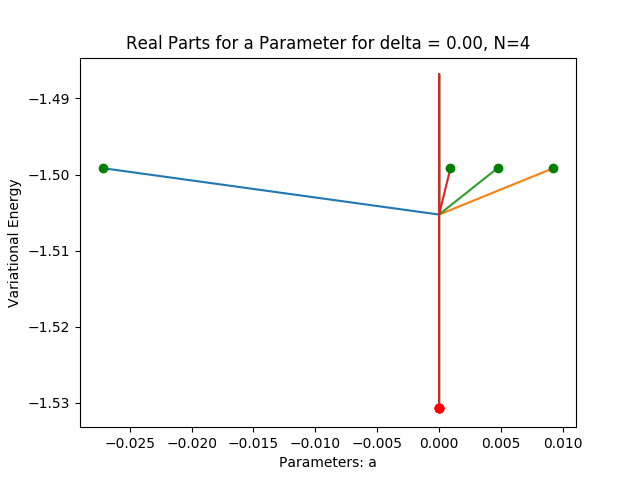 Real Parts for a Parameter for delta = 0.00, N=4
Variational Energy
−1.49
−1.50
−1.51
−1.52
−1.53
−0.025 −0.020 −0.015 −0.010 −0.005 0.000 0.005 0.010
Parameters: a